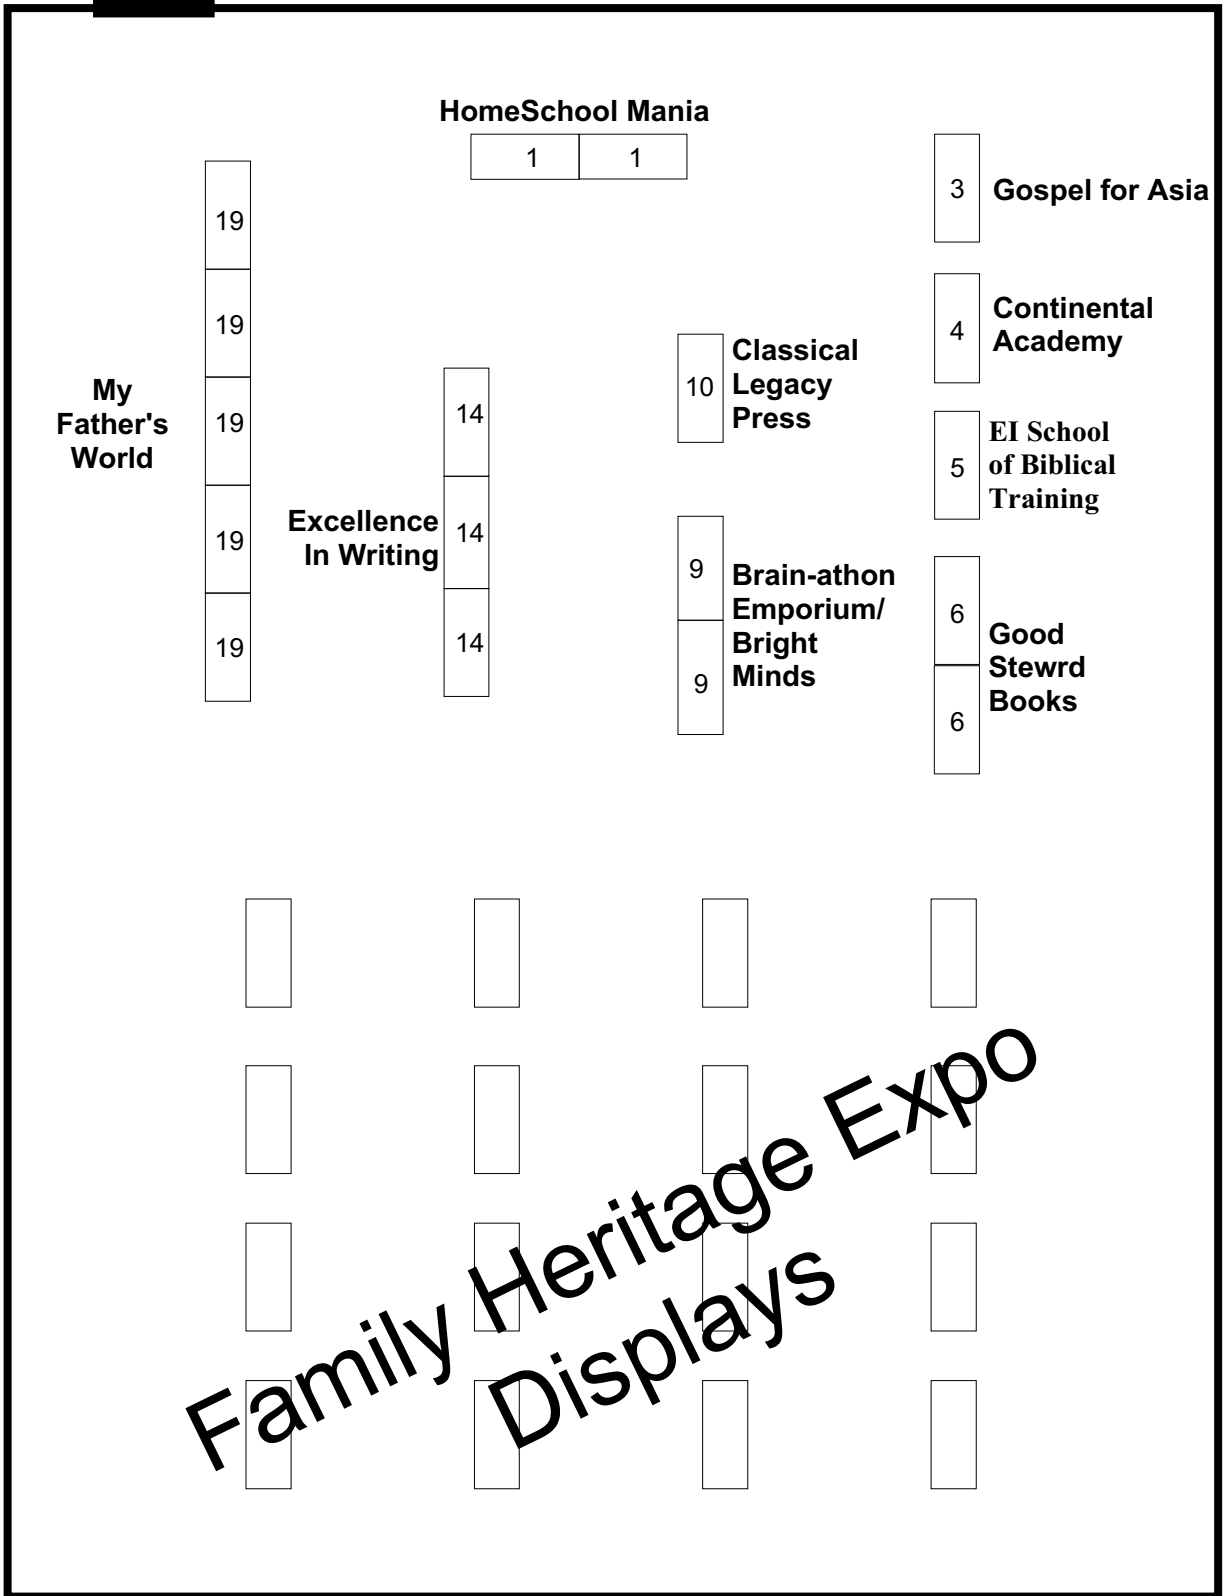 HomeSchool Mania
1 1
3 Gospel for Asia
19
19
19
19
19
My
Father's
World
14
14
14
Excellence
In Writing
10
Classical
Legacy
Press
9
9
Brain-athon
Emporium/
Bright
Minds
4
Continental
Academy
5
EI School
of Biblical
Training
6
6
Good
Stewrd
Books
Family Heritage Expo
Displays